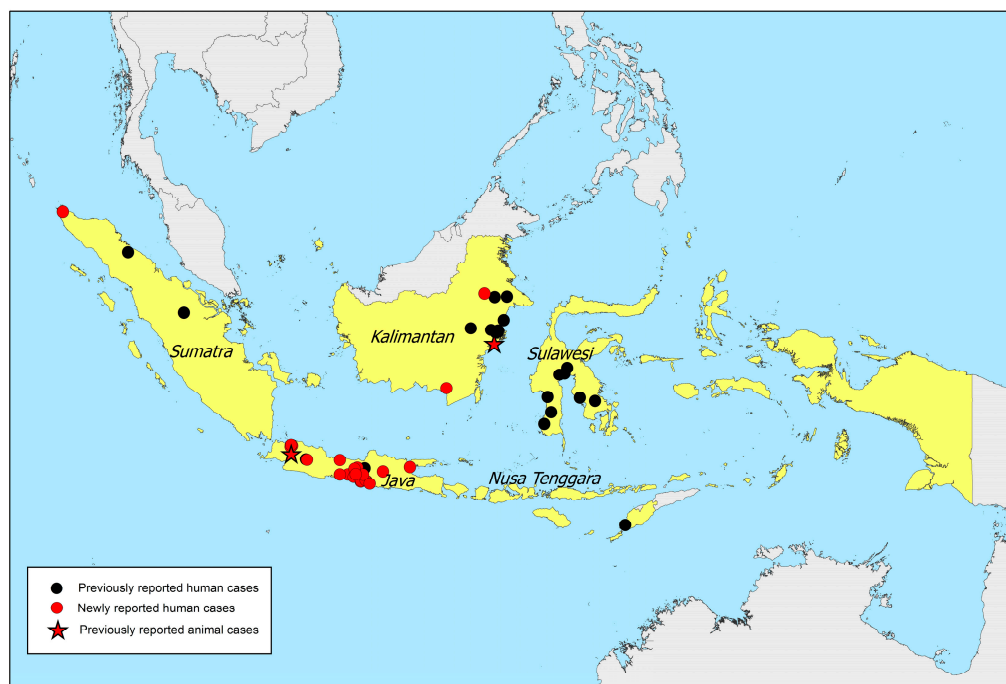 Kalimantan
Sumatra
Sulawesi
Java
Nusa Tenggara
Previously reported human cases
Newly reported human cases
Previously reported animal cases